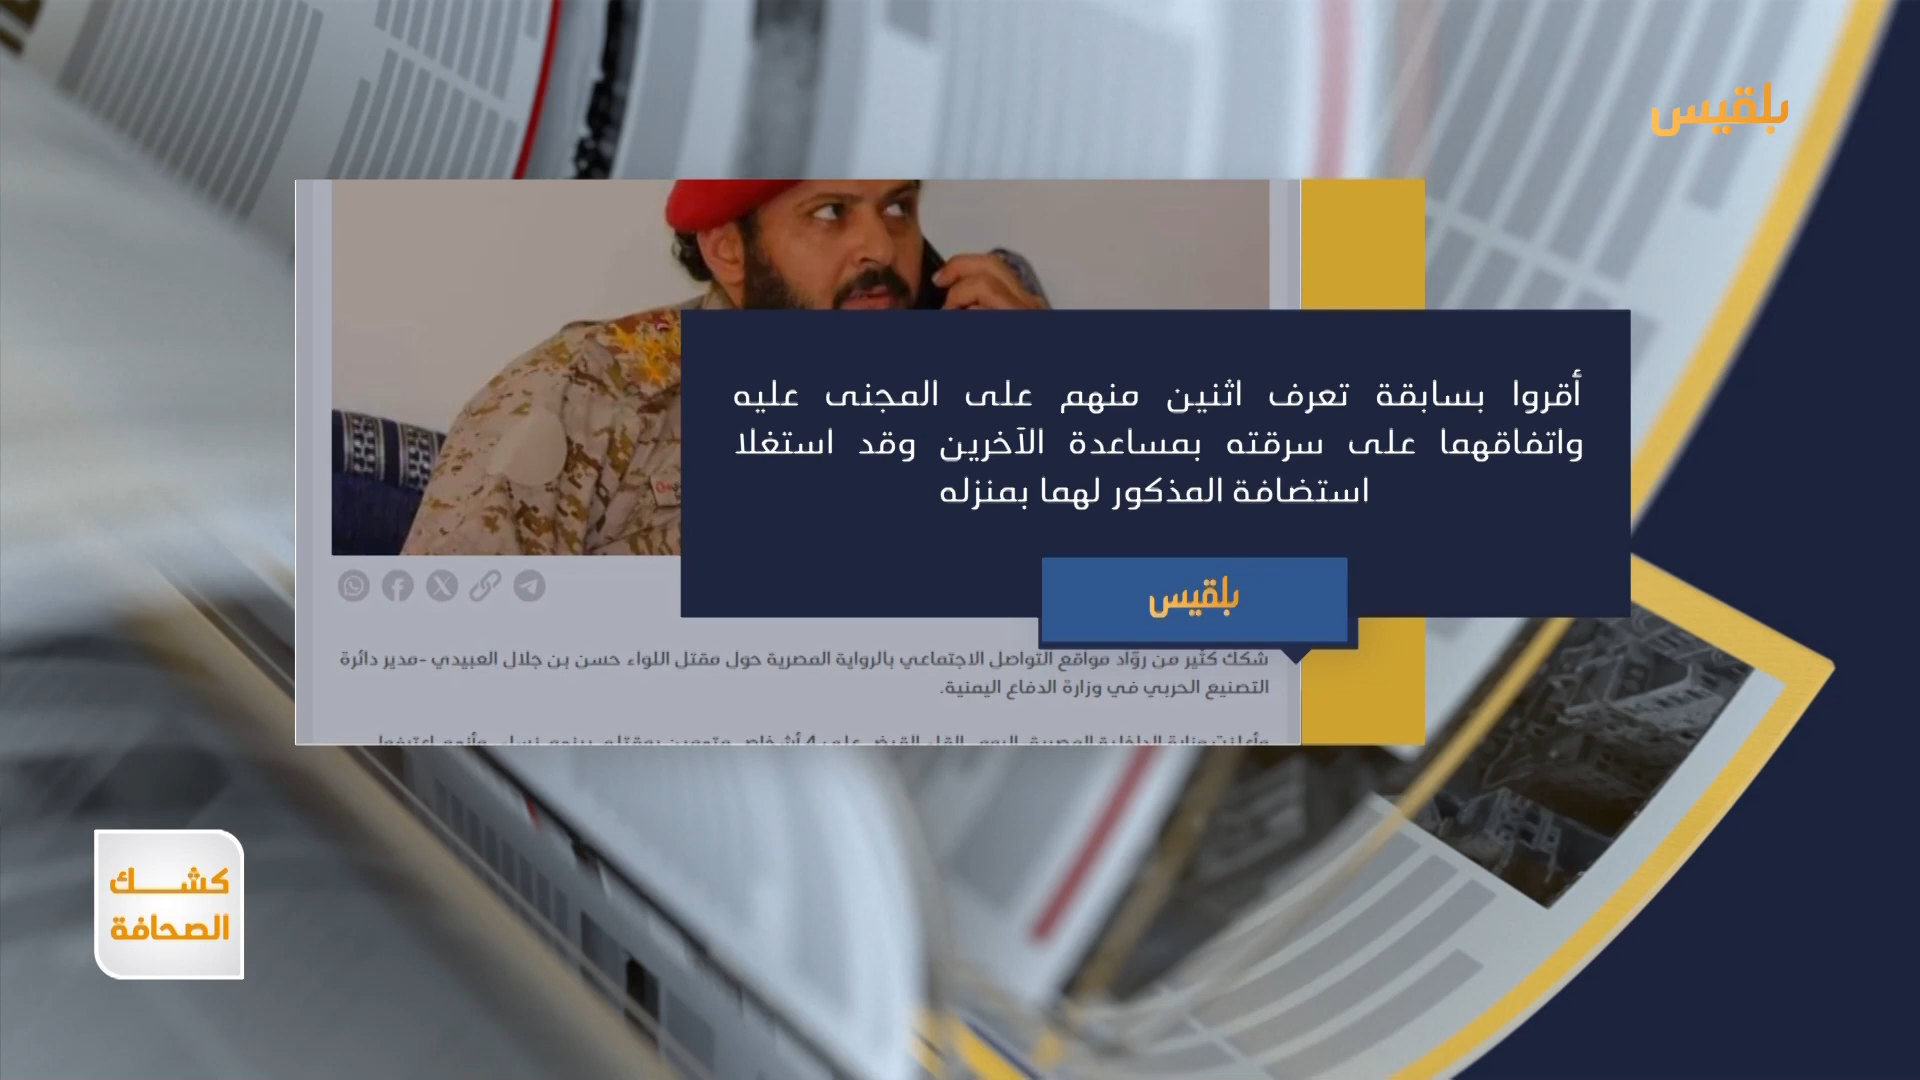 بلقيس
أقروا بسابقة تعرف اثنين منهم على المجنى عليه
واتفاقهما على سرقته بمساعدة الآخرين وقد استغلا
استضافة المذكور لهما بمنزله
بلقيس
شكك كثير من روّاد مواقع التواصل الاجتماعي بالرواية المصرية حول مقتل اللواء حسن بن جلال العبيدي -مدير دائرة
التصنيع الحربي في وزارة الدفاع اليمنية.
كشك
الصحافة